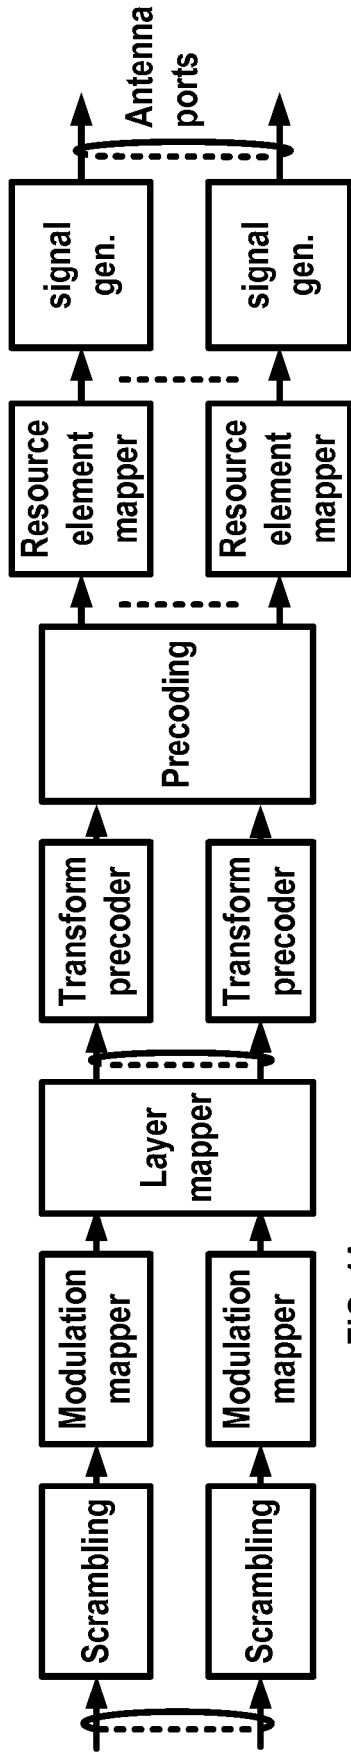 Scrambling
Scrambling
Modulation
mapper
Modulation
mapper
Layer
mapper
Transform
precoder
Transform
precoder
Precoding
Resource
element
mapper
Resource
element
mapper
signal
gen.
signal
gen.
Antenna
ports